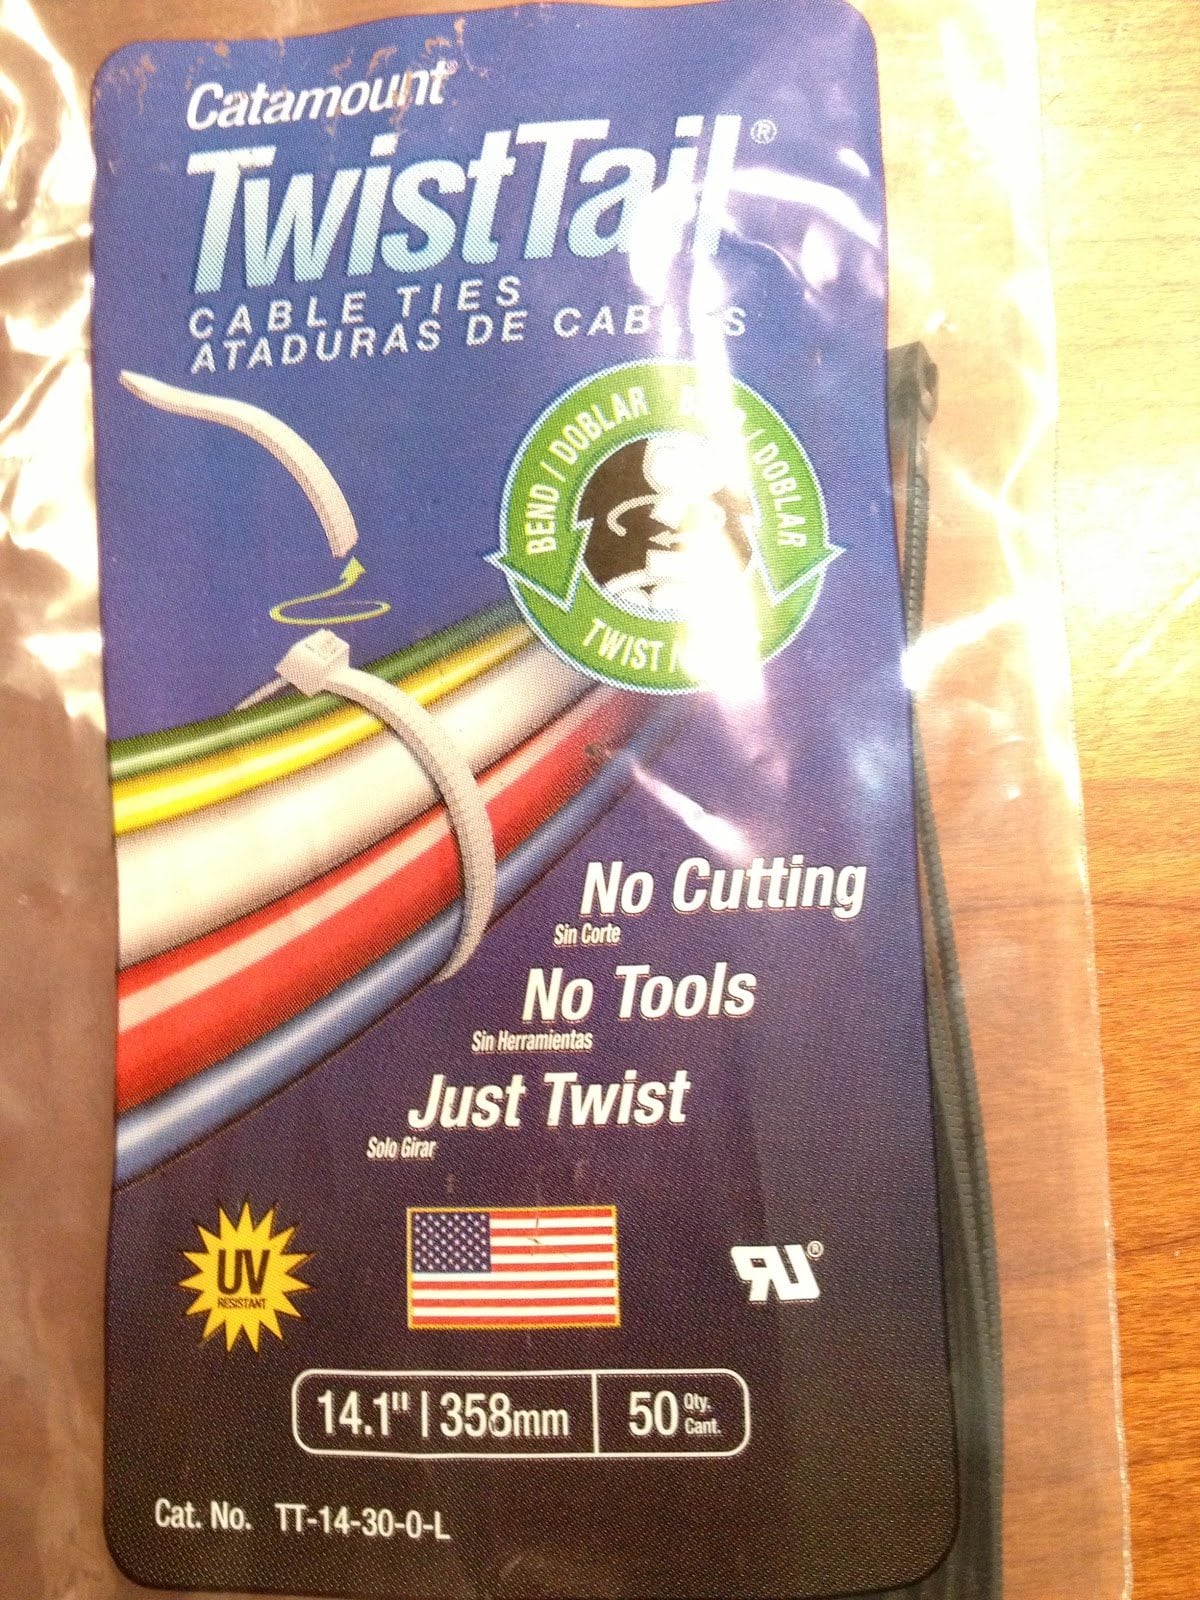 Catamount®
TwistTail®
CABLE TIES
ATADURAS DE CABLES
BEND / DOBLAR
/ DOBLAR
TWIST
No Cutting
Sin Corte
No Tools
Sin Herramientas
Just Twist
Solo Girar
UV
RESISTANT
RU®
14.1" | 358mm
50 Qty.
Cant.
Cat. No. TT-14-30-0-L